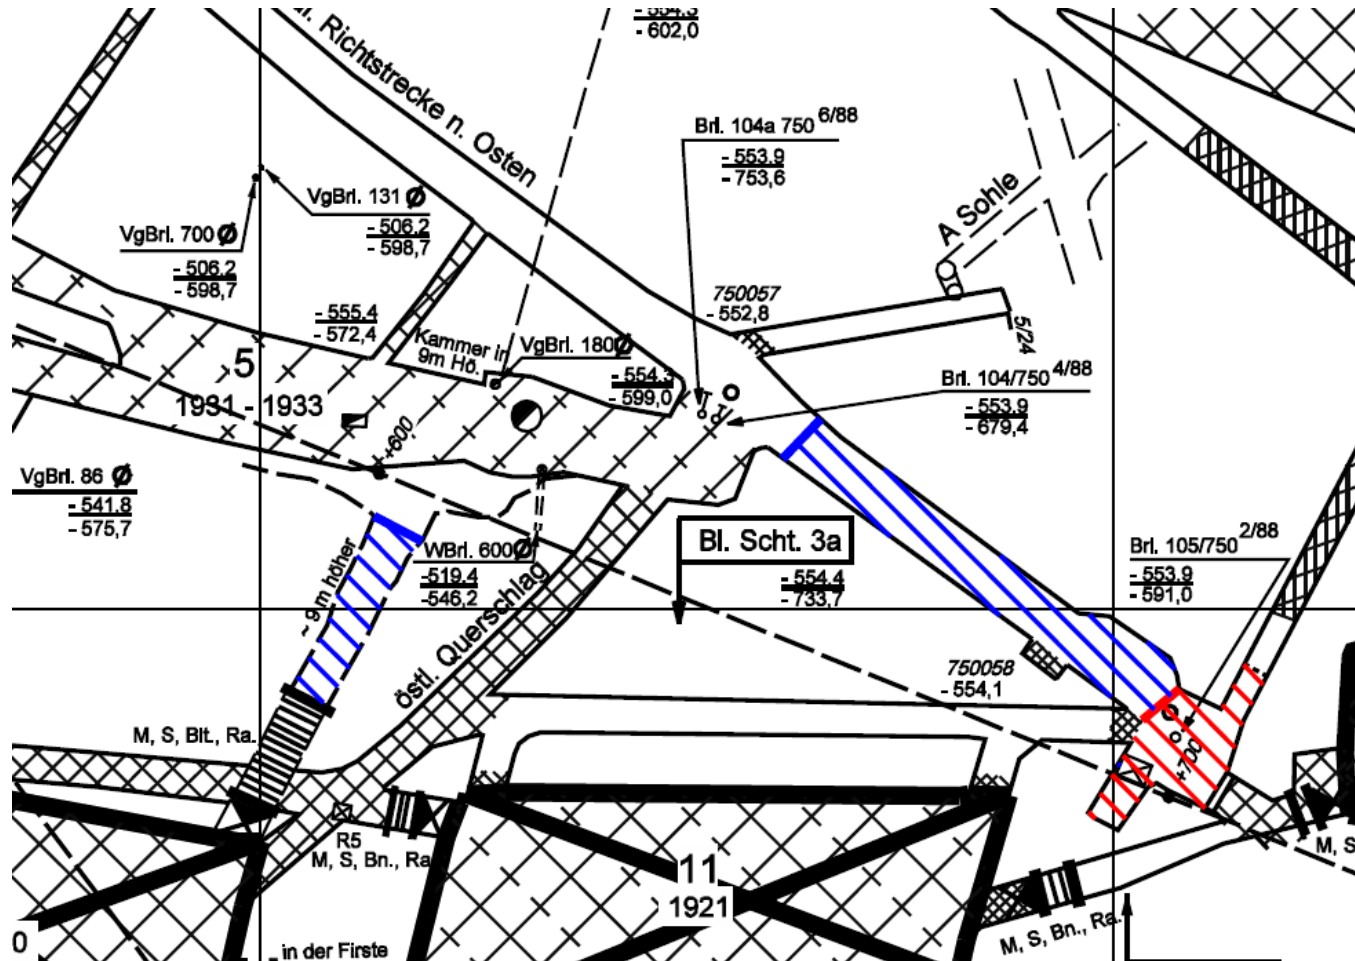 - 554.3
- 602,0
Richtstrecke n. Osten
Brl. 104a 750 6/88
- 553.9
- 753,6
VgBrl. 131 Ø
- 506.2
- 598,7
VgBrl. 700 Ø
- 506.2
- 598,7
A Sohle
750057
- 552,8
5/24
- 555.4
- 572,4
Kammer in
9m Hö.
VgBrl. 180Ø
- 554.3
- 599,0
Brl. 104/750 4/88
- 553.9
- 679,4
5
1931 - 1933
+600
VgBrl. 86 Ø
- 541.8
- 575,7
~ 9m höher
WBrl. 600Ø
-519.4
-546,2
östl. Querschlag
Bl. Scht. 3a
- 554.4
- 733,7
Brl. 105/750 2/88
- 553.9
- 591,0
750058
- 554,1
+700
M, S, Blt., Ra.
R5
M, S, Bn., Ra
11
1921
M, S
M, S, Bn., Ra.
0
- in der Firste